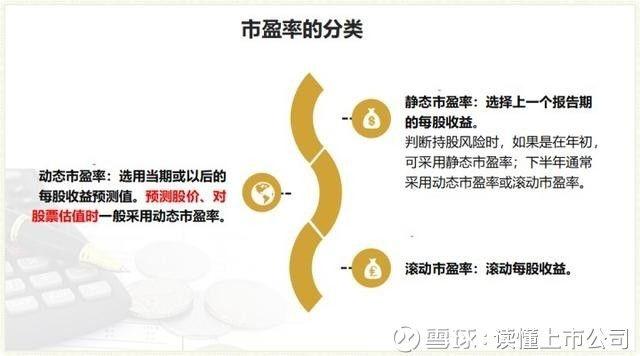 市盈率的分类
静态市盈率：选择上一个报告期
的每股收益。
判断持股风险时，如果是在年初，
可采用静态市盈率；下半年通常
采用动态市盈率或滚动市盈率。
动态市盈率：选用当期或以后的
每股收益预测值。预测股价、对
股票估值时一般采用动态市盈率。
滚动市盈率：滚动每股收益。
雪球：读懂上市公司